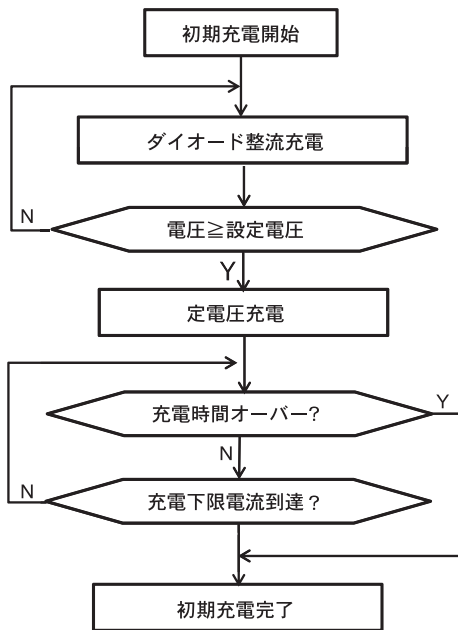 初期充電開始
ダイオード整流充電
N
電圧≧設定電圧
Y
定電圧充電
充電時間オーバー?
Y
N
N
充電下限電流到達?
初期充電完了